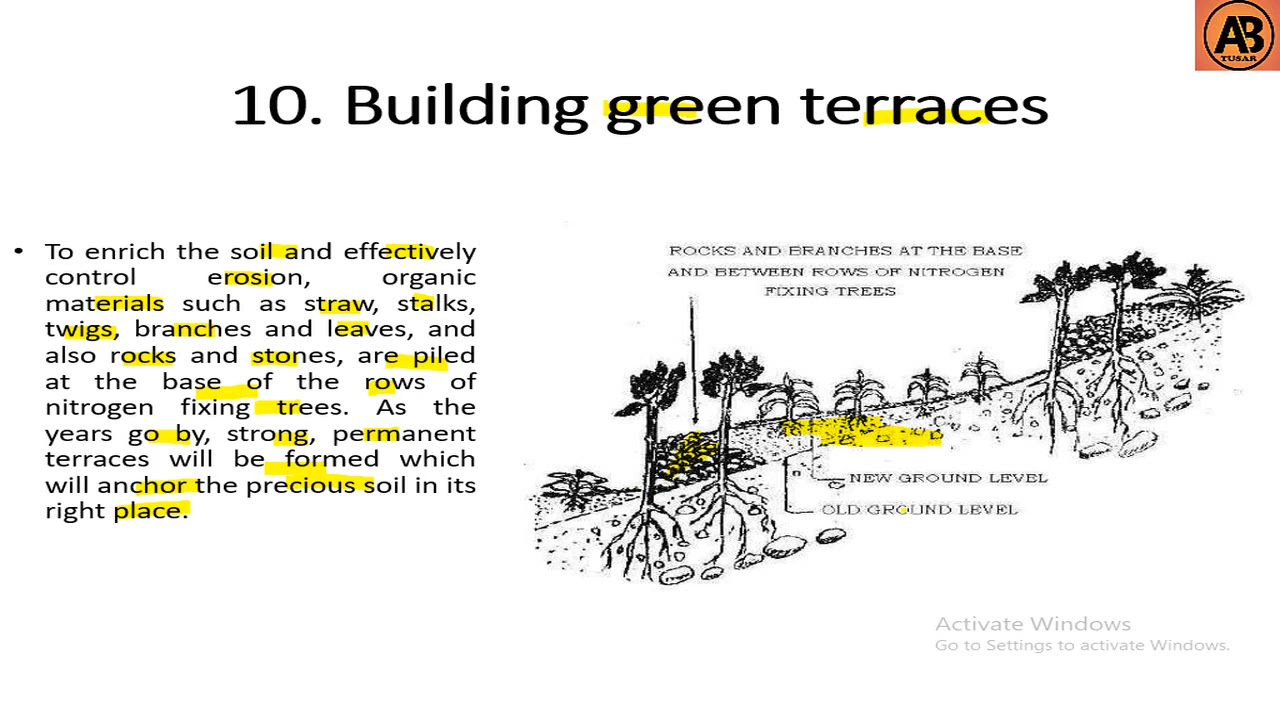 AB
TUSAR
10. Building green terraces
• To enrich the soil and effectively
control erosion, organic
materials such as straw, stalks,
twigs, branches and leaves, and
also rocks and stones, are piled
at the base of the rows of
nitrogen fixing trees. As the
years go by, strong, permanent
terraces will be formed which
will anchor the precious soil in its
right place.
ROCKS AND BRANCHES AT THE BASE
AND BETWEEN ROWS OF NITROGEN
FIXING TREES
NEW GROUND LEVEL
OLD GROUND LEVEL
Activate Windows
Go to Settings to activate Windows.